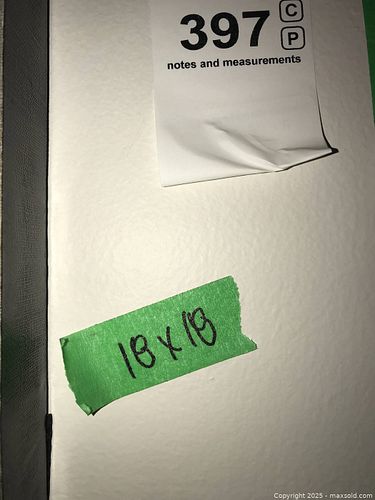 397 C
P
notes and measurements
18 x 18
Copyright 2025 - maxsold.com